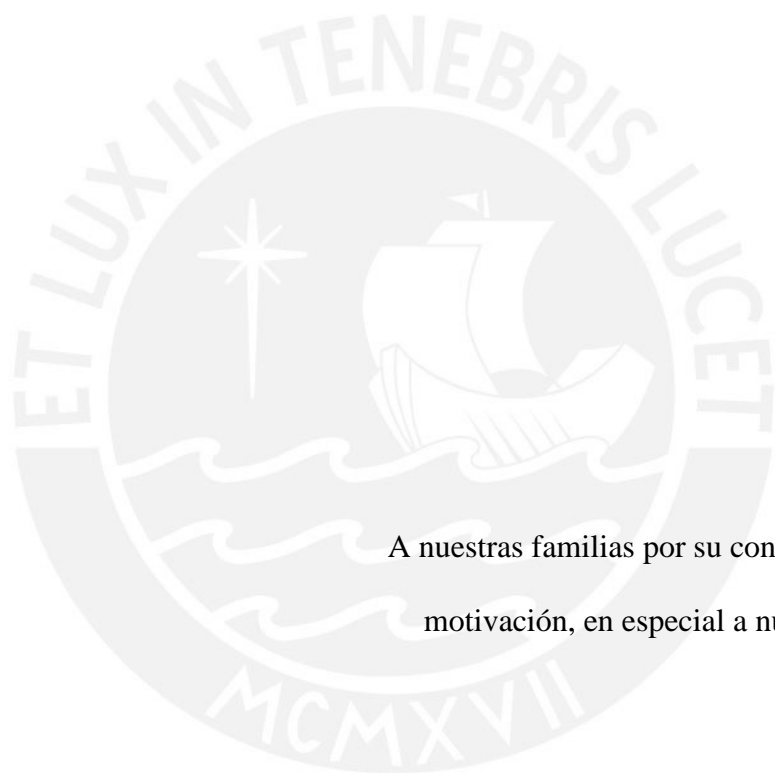 ET LUX IN TENEBRIS LUCET
A nuestras familias por su con
motivación, en especial a nu
MCMXVII